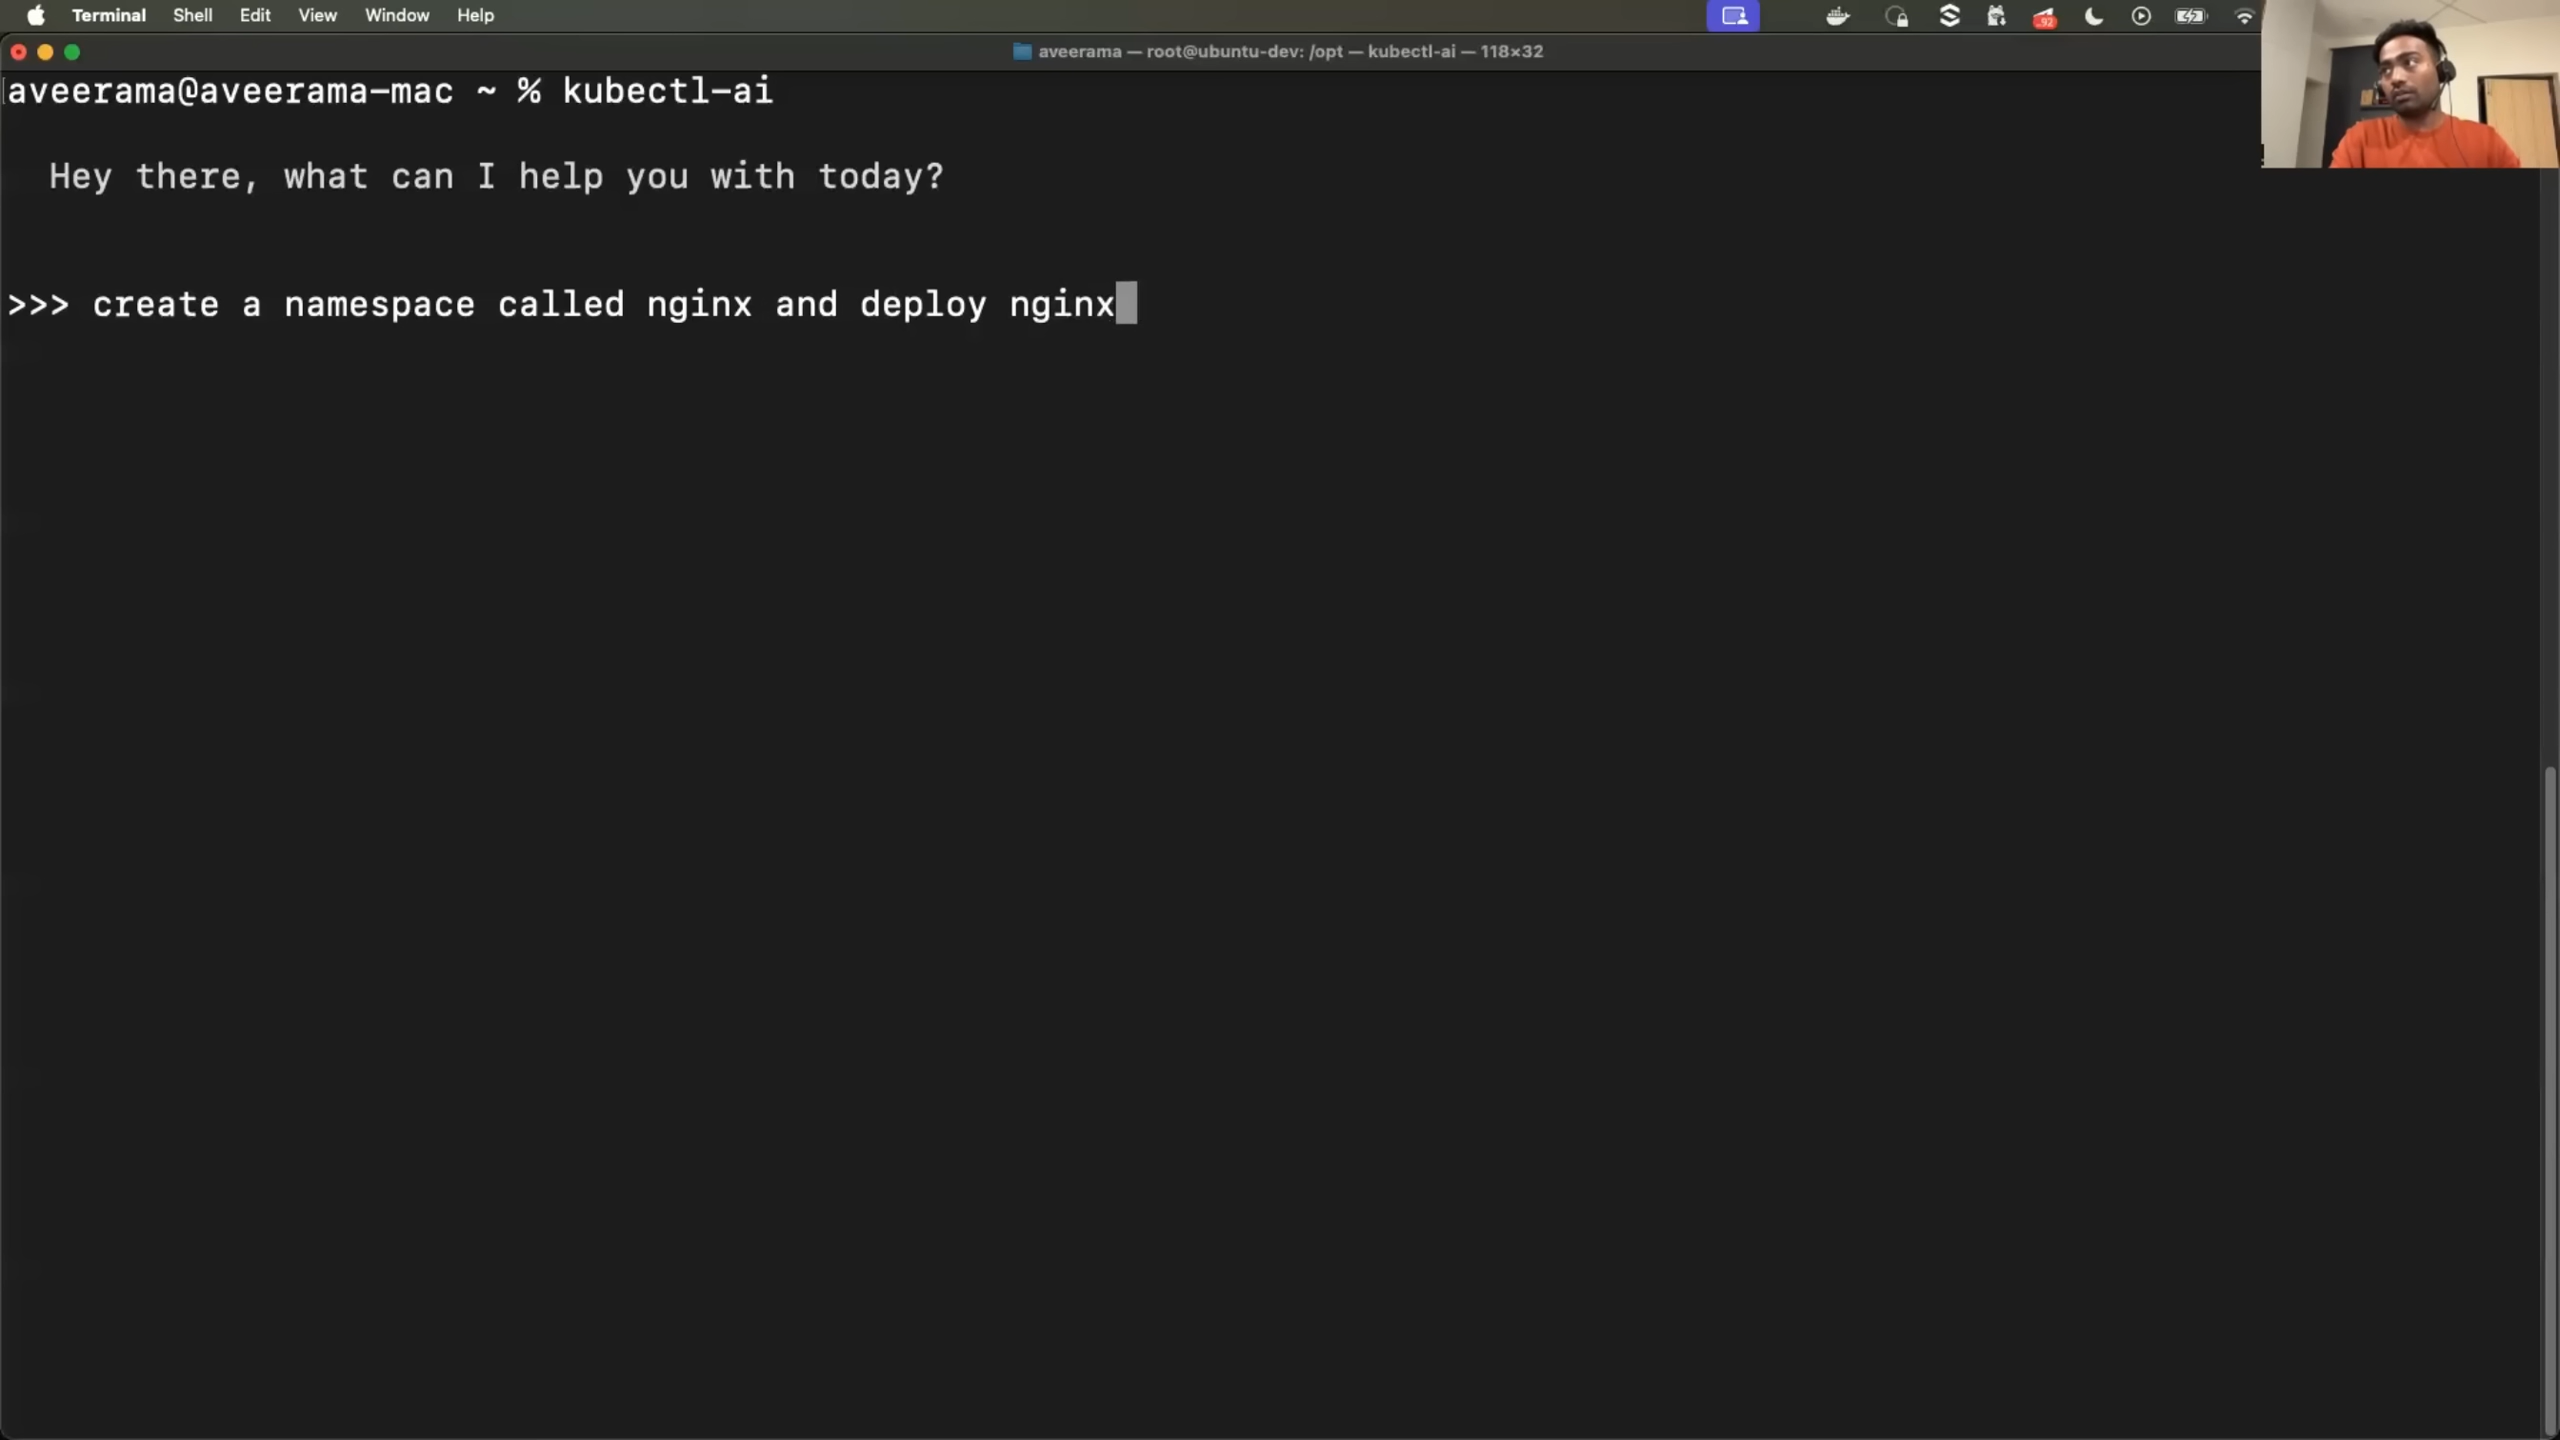 Terminal Shell Edit View Window Help
92
aveerama — root@ubuntu-dev: /opt — kubectl-ai — 118×32
aveerama@aveerama-mac ~ % kubectl-ai
Hey there, what can I help you with today?
>>> create a namespace called nginx and deploy nginx